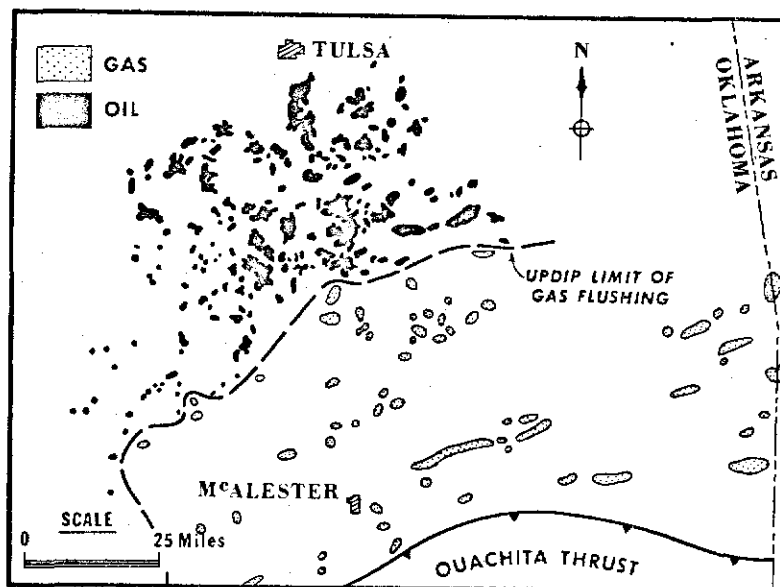 GAS
OIL
TULSA
N
ARKANSAS
OKLAHOMA
UPDIP LIMIT OF
GAS FLUSHING
McALESTER
SCALE
0 25 Miles
OUACHITA THRUST